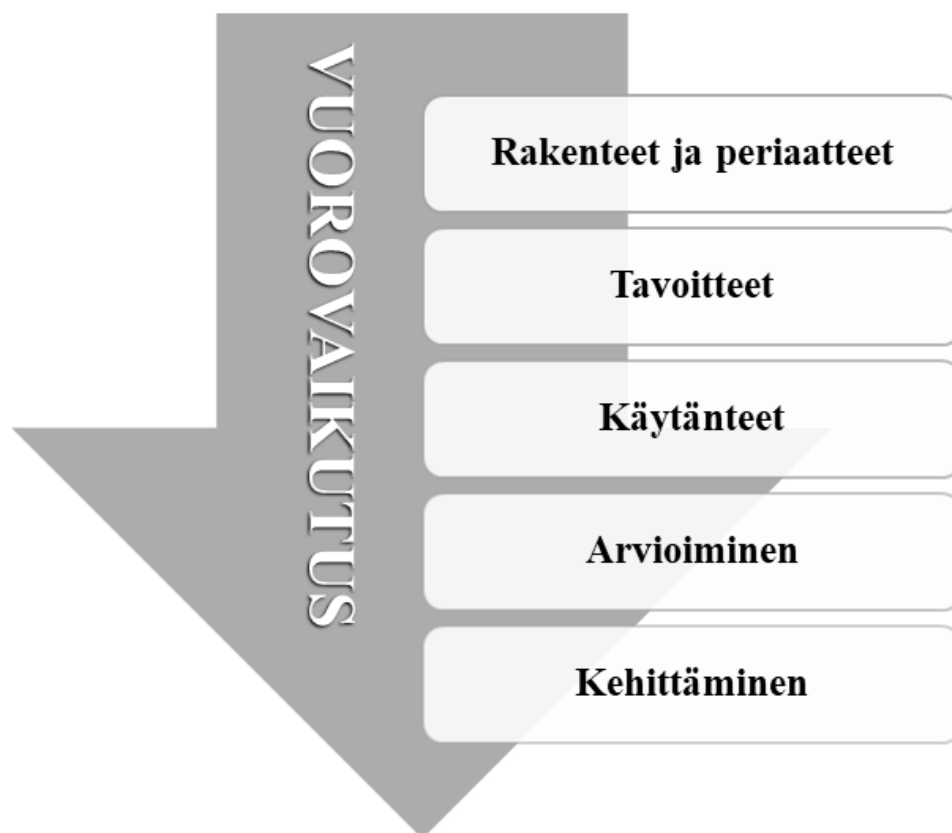 VUOROVAIKUTUS
Rakenteet ja periaatteet
Tavoitteet
Käytänteet
Arvioiminen
Kehittäminen